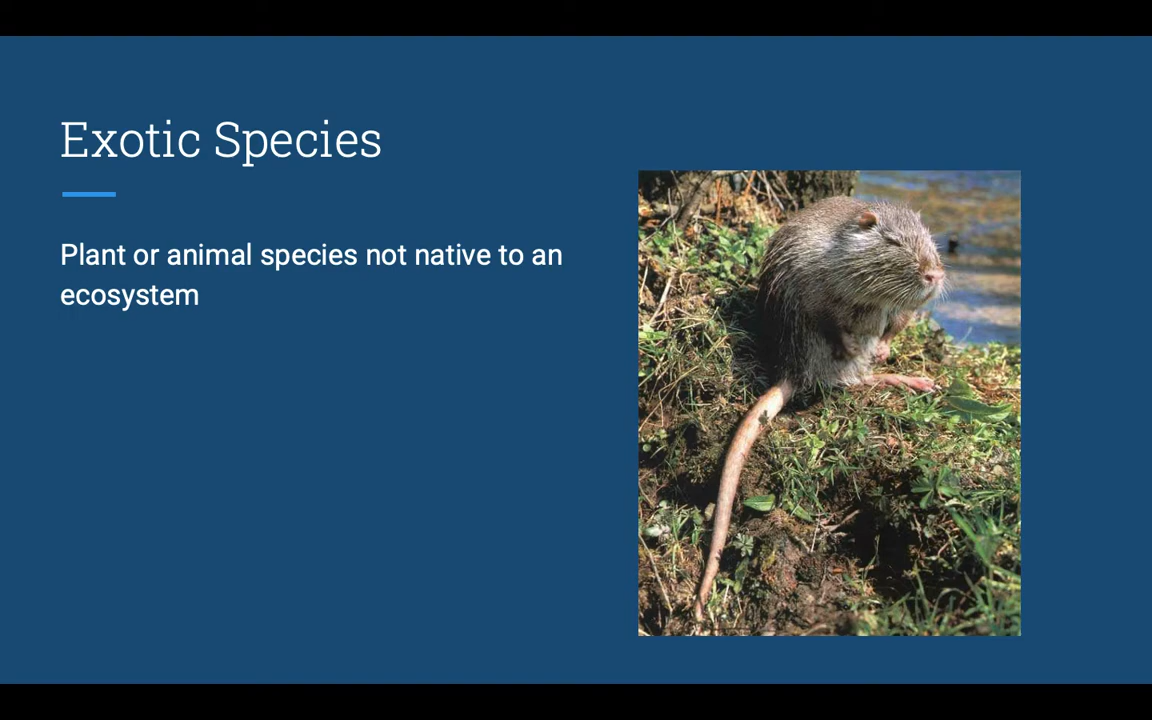 Exotic Species
Plant or animal species not native to an
ecosystem